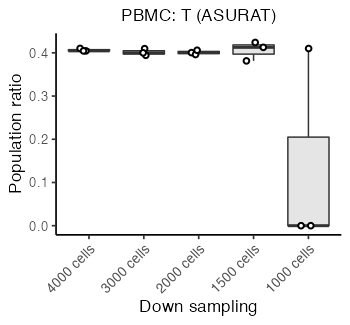 PBMC: T (ASURAT)
Population ratio
0.4
0.3
0.2
0.1
0.0
4000 cells
3000 cells
2000 cells
1500 cells
1000 cells
Down sampling